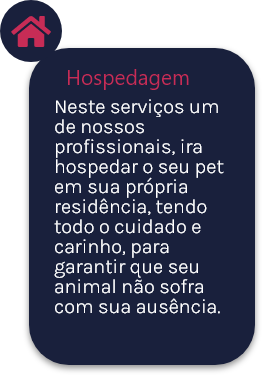 Hospedagem
Neste serviços um
de nossos
profissionais, ira
hospedar o seu pet
em sua própria
residência, tendo
todo o cuidado e
carinho, para
garantir que seu
animal não sofra
com sua ausência.